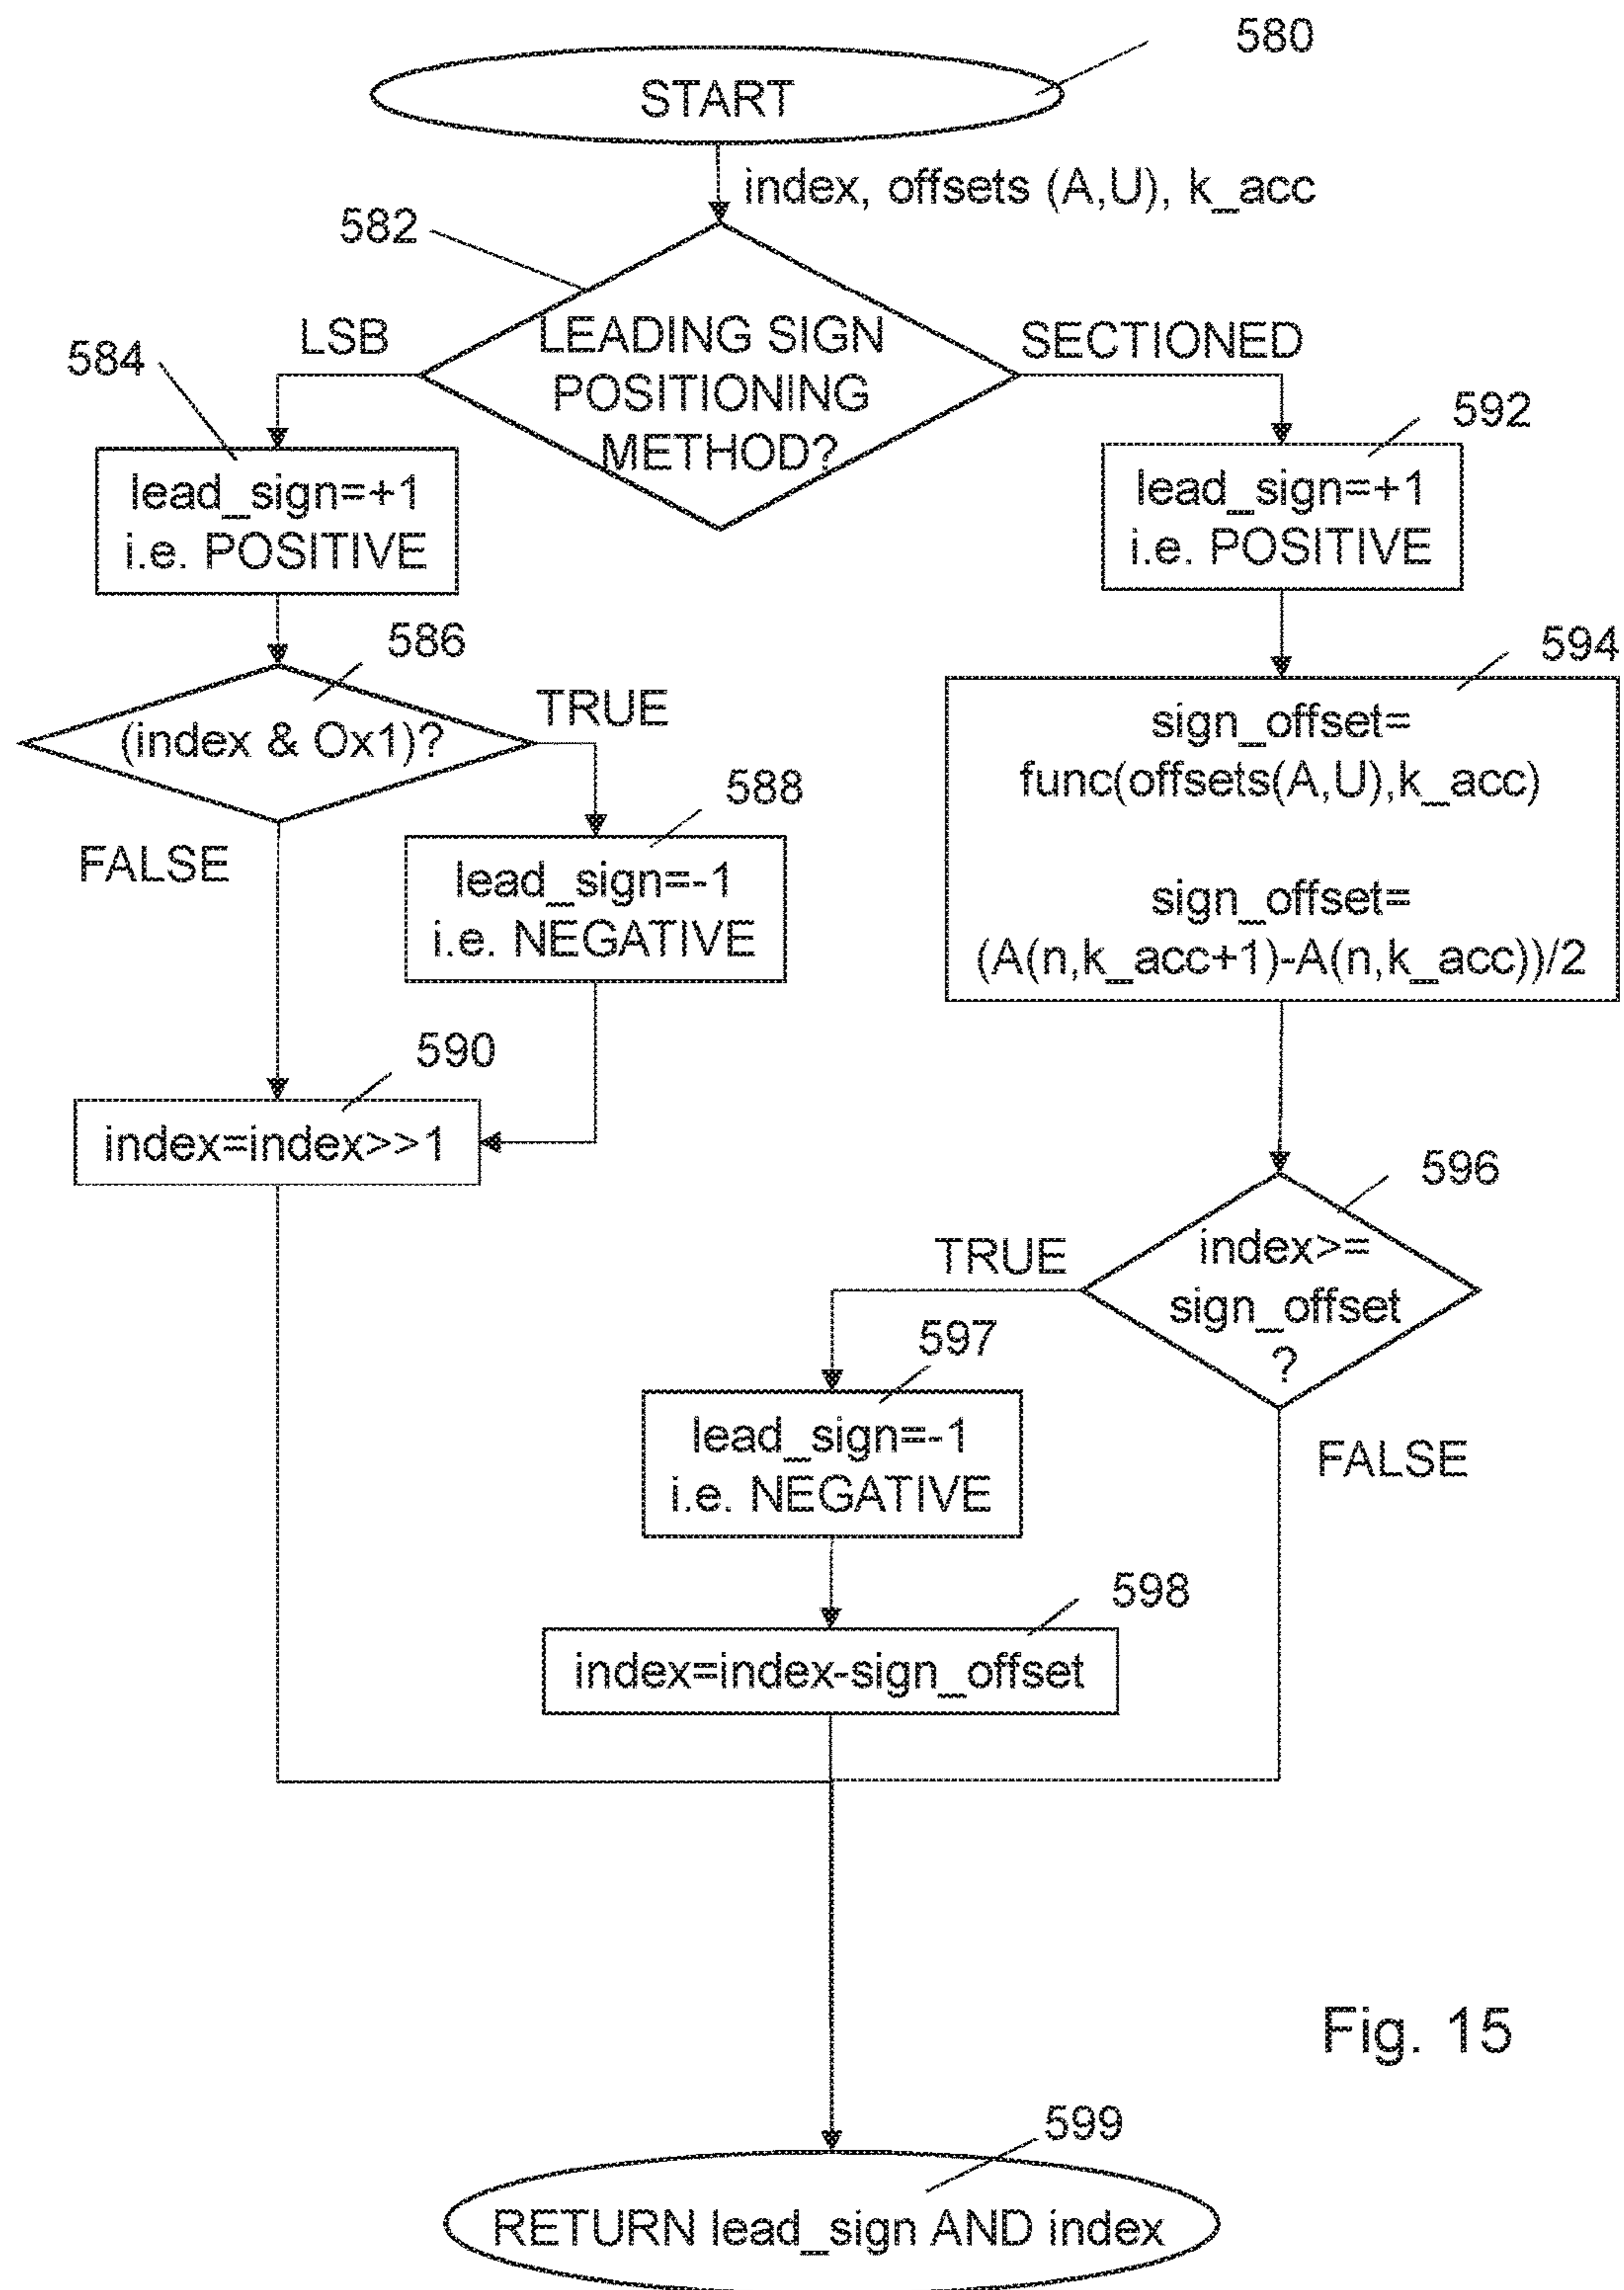 580
START
index, offsets (A,U), k_acc
582
LSB
LEADING SIGN
POSITIONING
METHOD?
SECTIONED
584
lead_sign=+1
i.e. POSITIVE
592
lead_sign=+1
i.e. POSITIVE
586
(index & Ox1)?
TRUE
FALSE
588
lead_sign=-1
i.e. NEGATIVE
594
sign_offset=
func(offsets(A,U),k_acc)
sign_offset=
(A(n,k_acc+1)-A(n,k_acc))/2
590
index=index>>1
596
index>=
sign_offset
?
TRUE
FALSE
597
lead_sign=-1
i.e. NEGATIVE
598
index=index-sign_offset
Fig. 15
599
RETURN lead_sign AND index